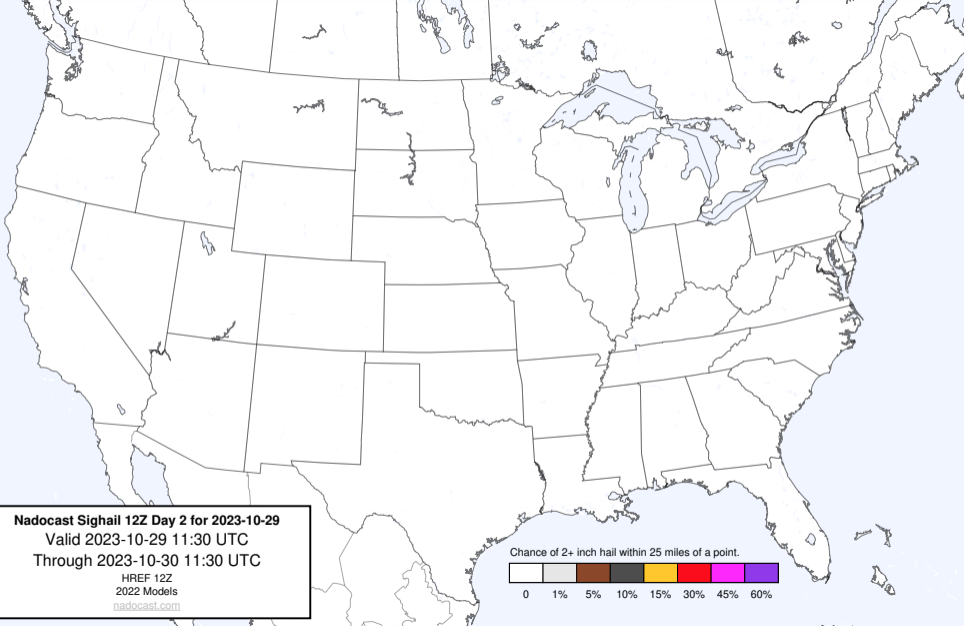 Nadocast Sighail 12Z Day 2 for 2023-10-29
Valid 2023-10-29 11:30 UTC
Through 2023-10-30 11:30 UTC
HREF 12Z
2022 Models
nadocast.com
Chance of 2+ inch hail within 25 miles of a point.
0 1% 5% 10% 15% 30% 45% 60%